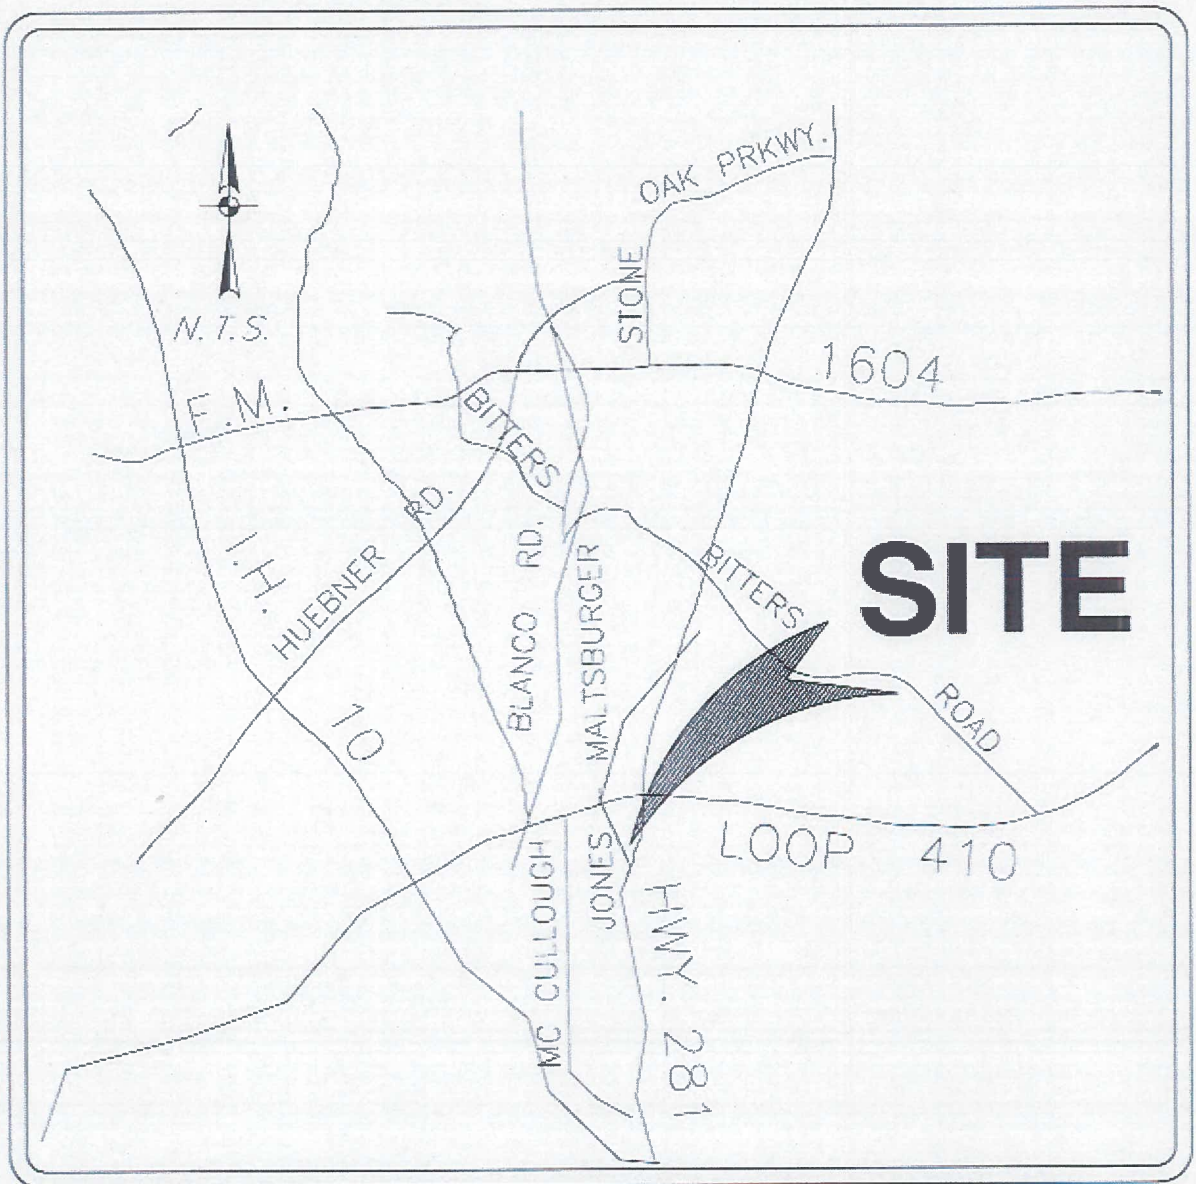 OAK PRKWY.
STONE
N.T.S.
1604
F.M.
BITTERS
HUEBNER RD.
I.H.
10
BLANCO RD.
MALTSBURGER
BITTERS
SITE
ROAD
LOOP 410
JONES
MC CULLOUGH
HWY. 281